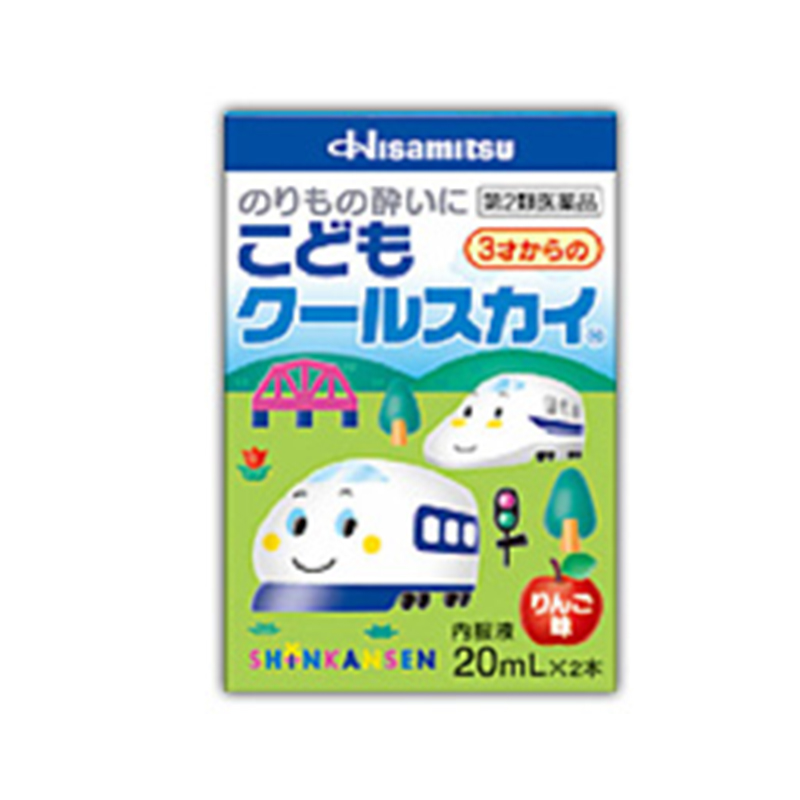 Hisamitsu
のりもの酔いに 第2類医薬品
こども
3才からの
クールスカイ®
りんご
味
内服液
SHINKANSEN
20mL×2本